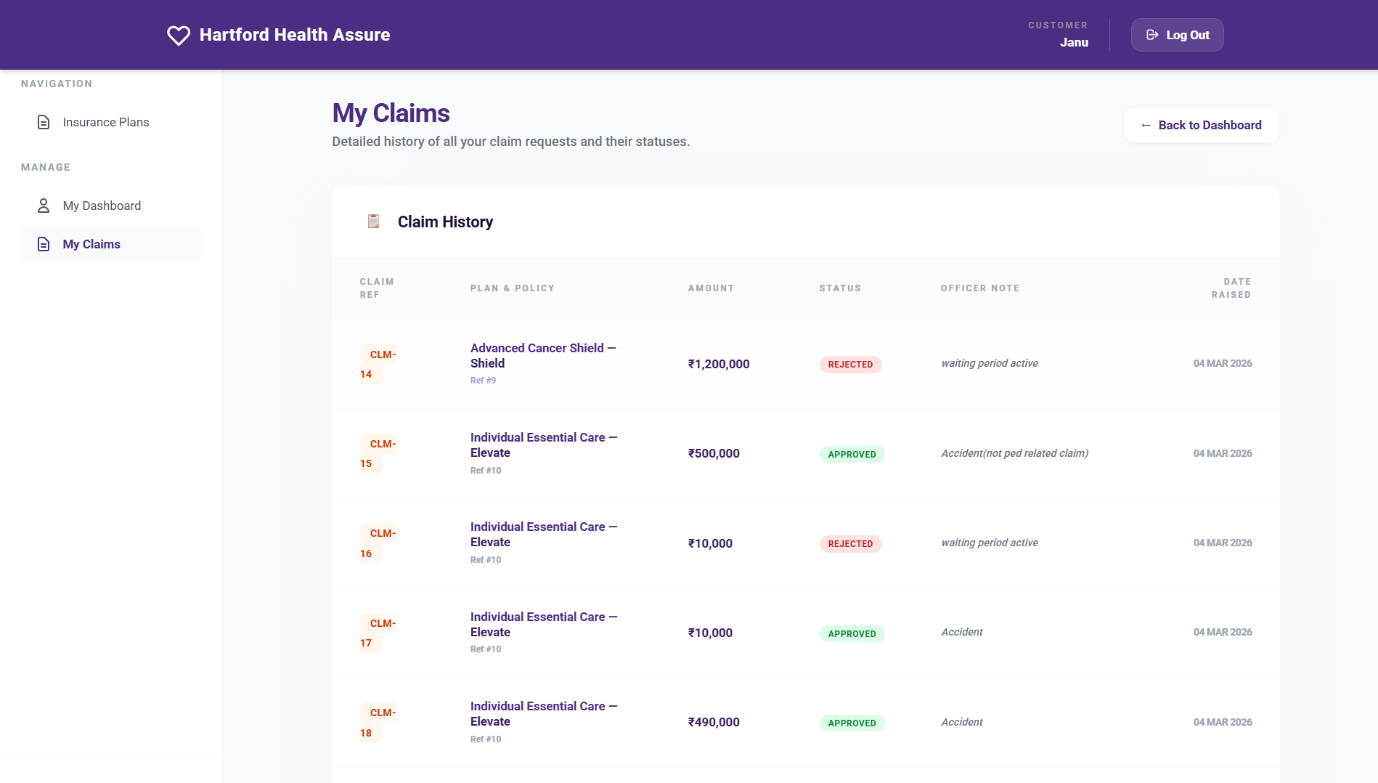 Hartford Health Assure
CUSTOMER
Janu
Log Out
NAVIGATION
Insurance Plans
MANAGE
My Dashboard
My Claims
My Claims
Detailed history of all your claim requests and their statuses.
← Back to Dashboard
Claim History
CLAIM
REF
PLAN & POLICY
AMOUNT
STATUS
OFFICER NOTE
DATE
RAISED
CLM-
14
Advanced Cancer Shield —
Shield
Ref #9
₹1,200,000
REJECTED
waiting period active
04 MAR 2026
CLM-
15
Individual Essential Care —
Elevate
Ref #10
₹500,000
APPROVED
Accident(not ped related claim)
04 MAR 2026
CLM-
16
Individual Essential Care —
Elevate
Ref #10
₹10,000
REJECTED
waiting period active
04 MAR 2026
CLM-
17
Individual Essential Care —
Elevate
Ref #10
₹10,000
APPROVED
Accident
04 MAR 2026
CLM-
18
Individual Essential Care —
Elevate
Ref #10
₹490,000
APPROVED
Accident
04 MAR 2026